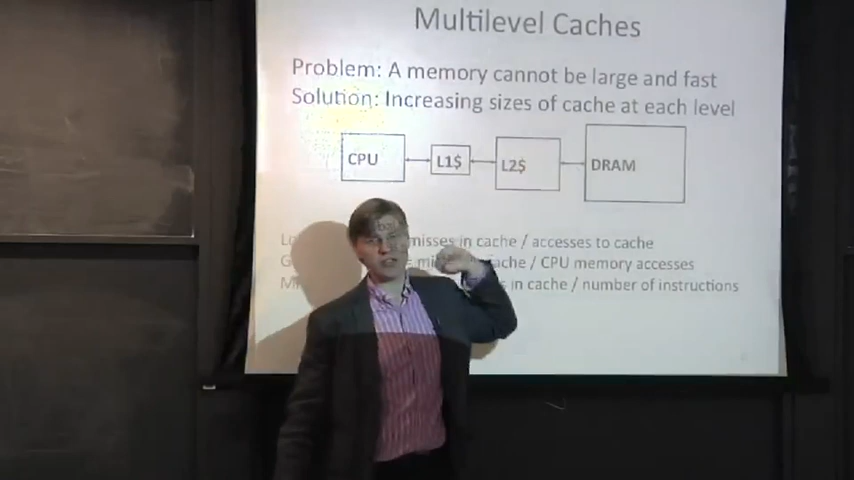 Multilevel Caches
Problem: A memory cannot be large and fast
Solution: Increasing sizes of cache at each level
CPU L1$ L2$ DRAM
misses in cache / accesses to cache
cache / CPU memory accesses
in cache / number of instructions